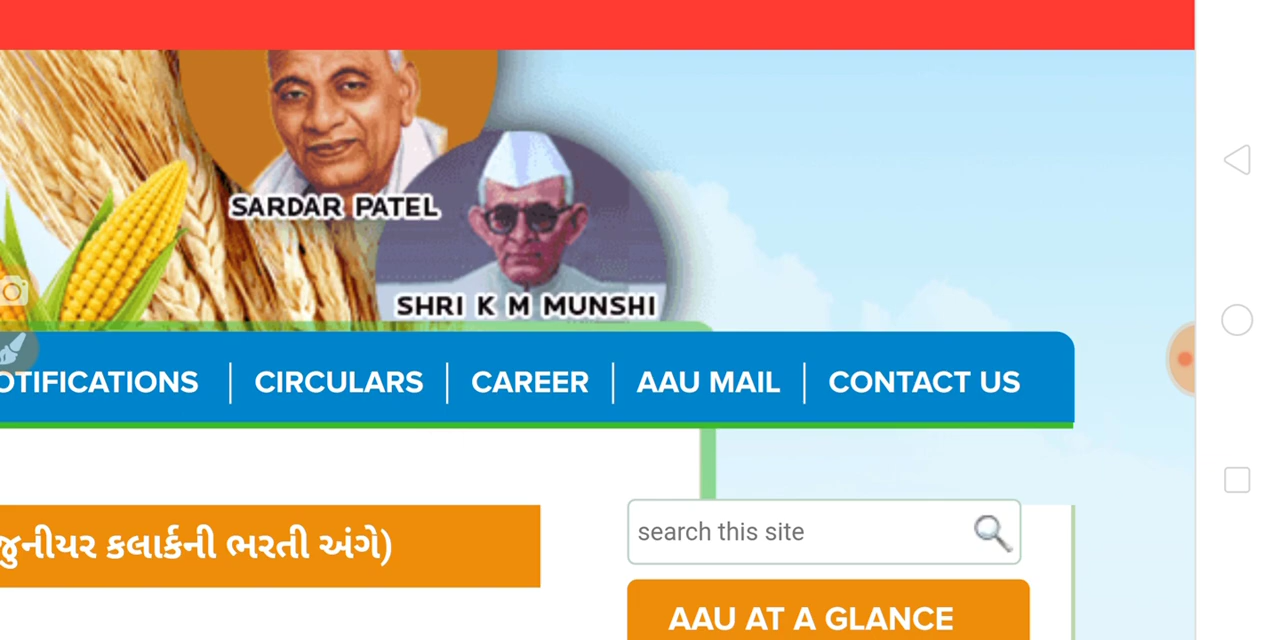 SARDAR PATEL
SHRI K M MUNSHI
OTIFICATIONS
CIRCULARS
CAREER
AAU MAIL
CONTACT US
જુનીયર કલાર્કની ભરતી અંગે)
search this site
AAU AT A GLANCE